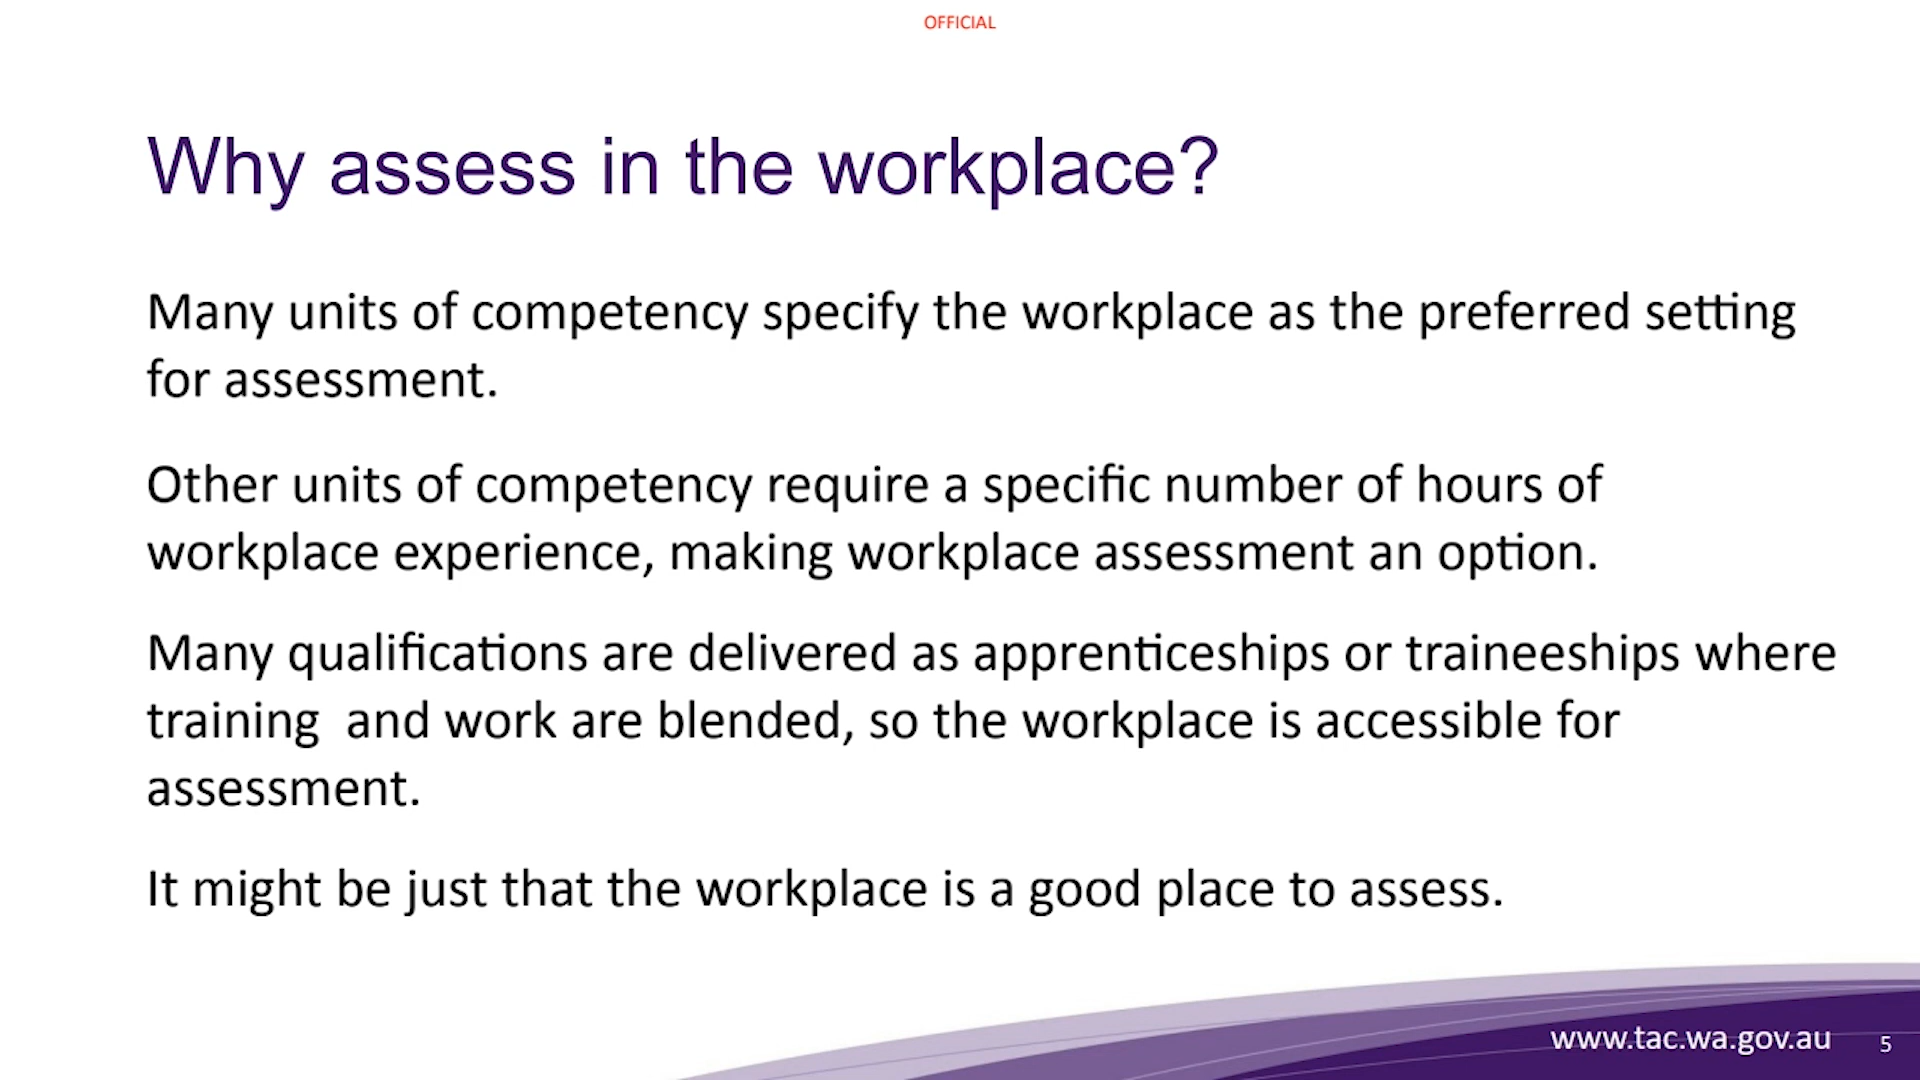 OFFICIAL
Why assess in the workplace?
Many units of competency specify the workplace as the preferred setting
for assessment.
Other units of competency require a specific number of hours of
workplace experience, making workplace assessment an option.
Many qualifications are delivered as apprenticeships or traineeships where
training  and work are blended, so the workplace is accessible for
assessment.
It might be just that the workplace is a good place to assess.
www.tac.wa.gov.au
5